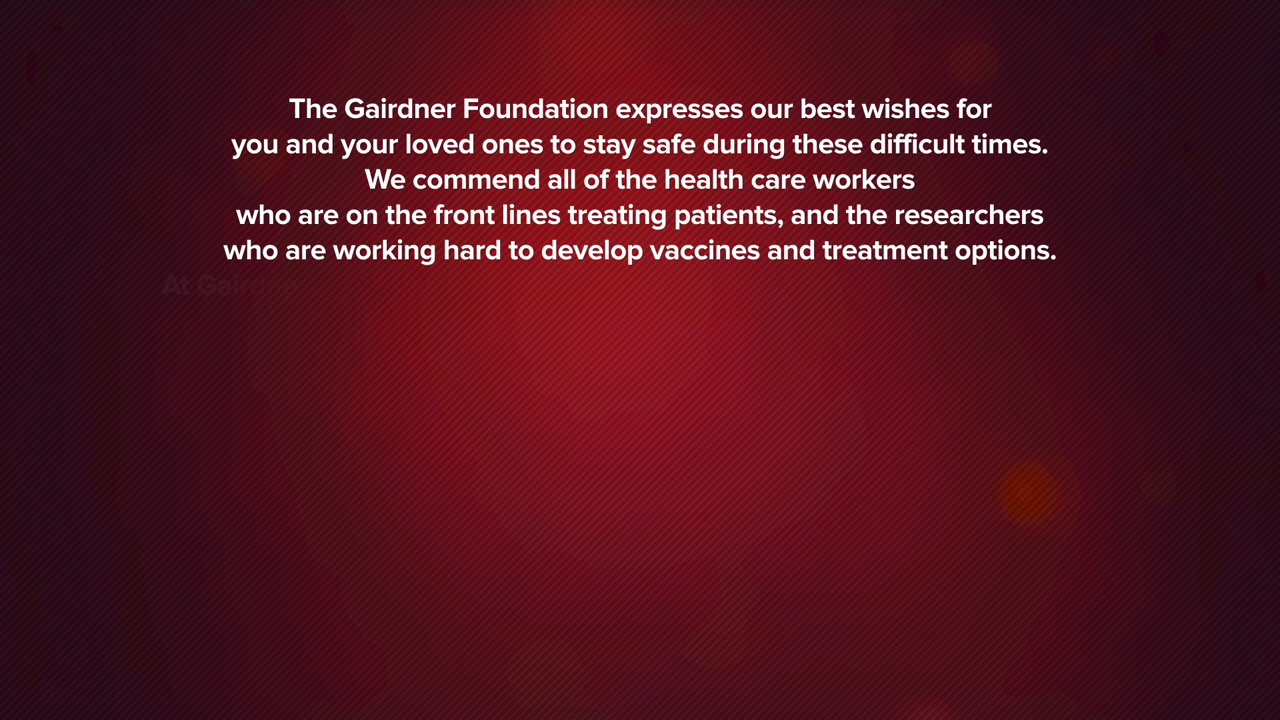 The Gairdner Foundation expresses our best wishes for
you and your loved ones to stay safe during these difficult times.
We commend all of the health care workers
who are on the front lines treating patients, and the researchers
who are working hard to develop vaccines and treatment options.
At